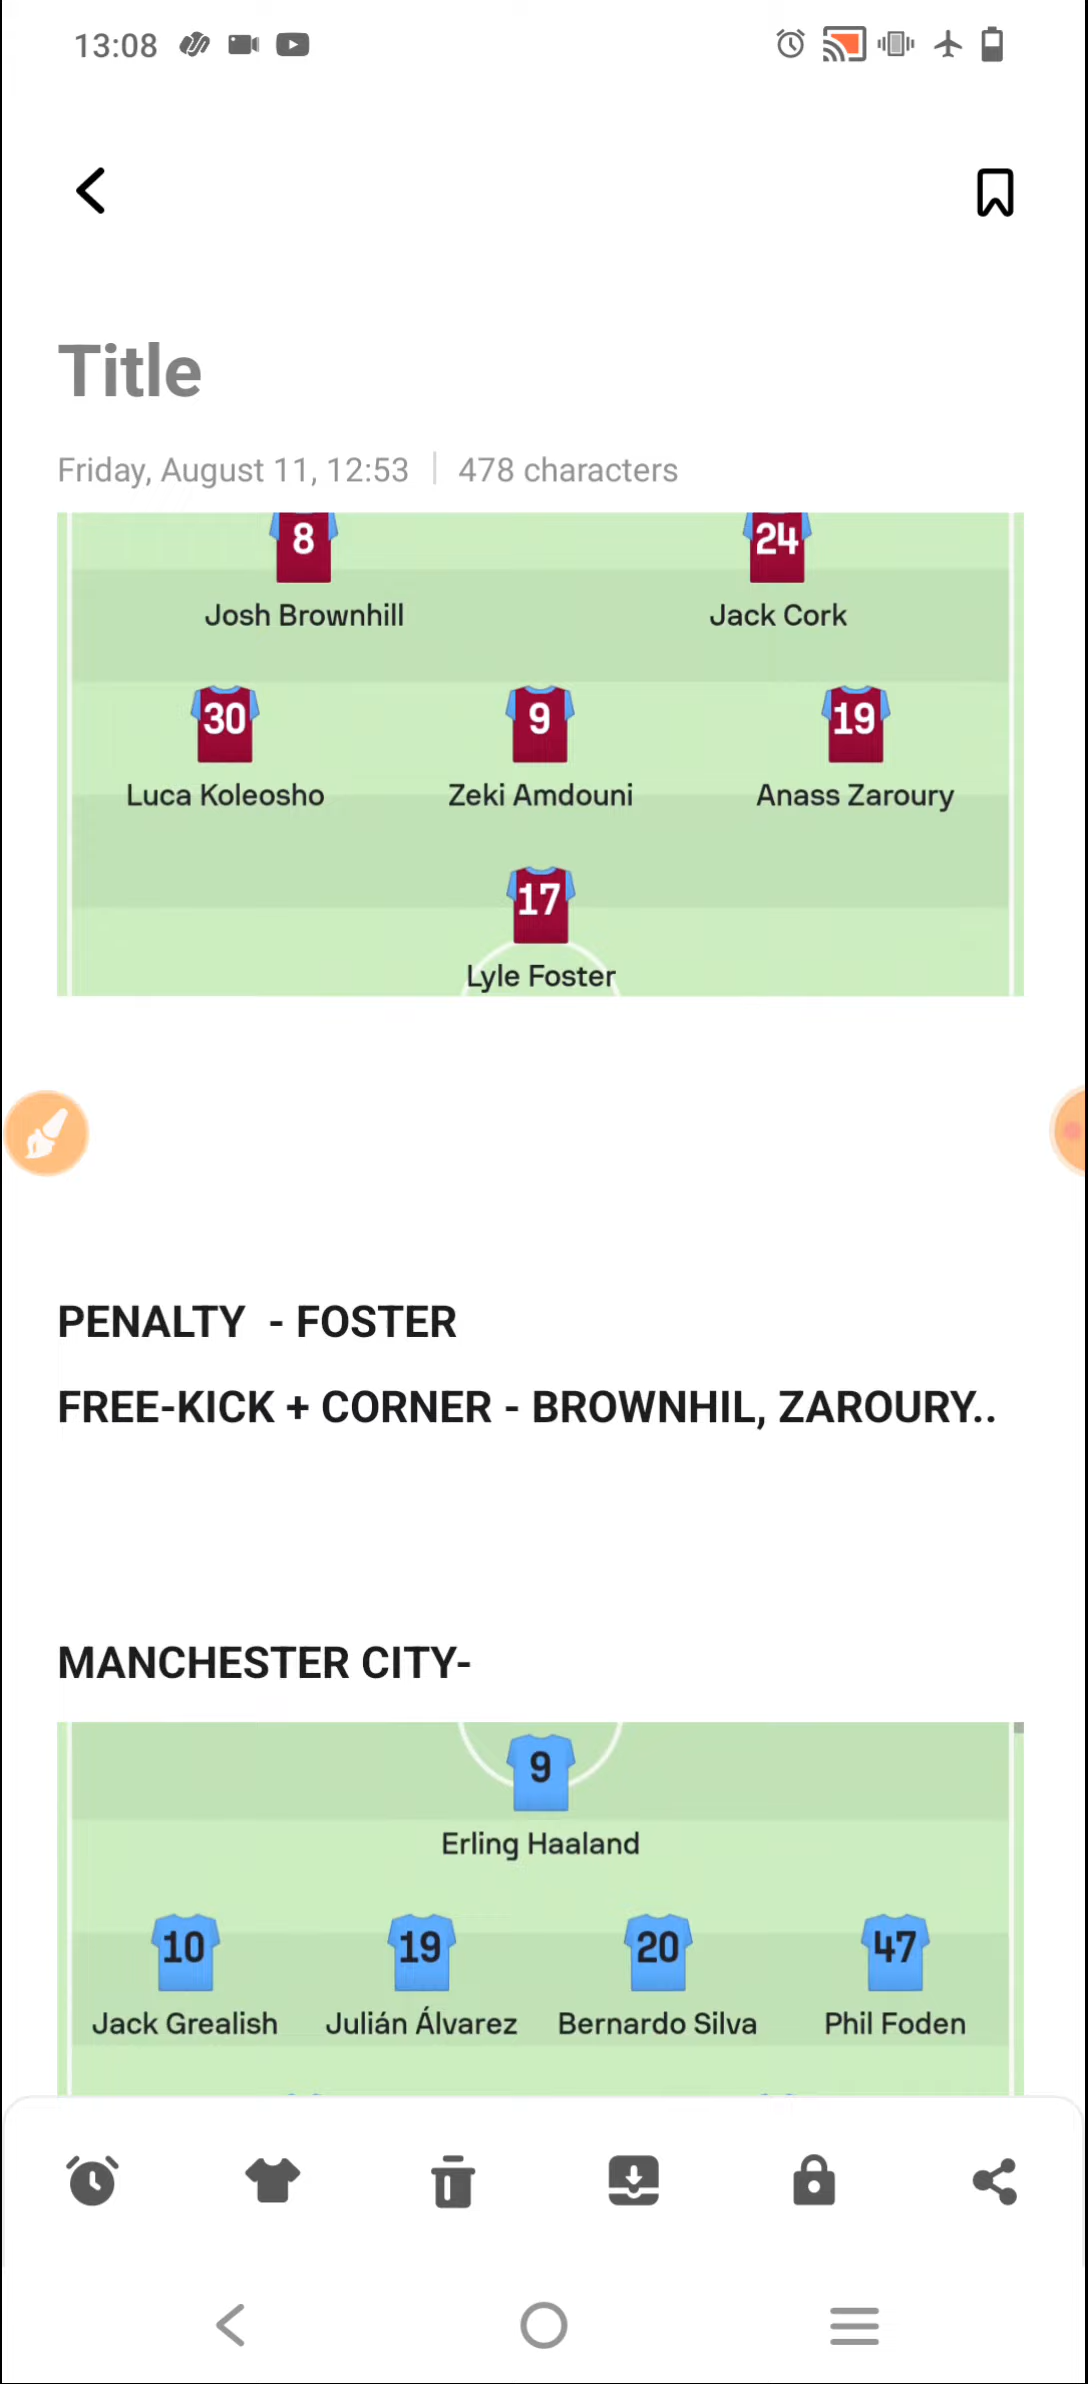 13:08
Title
Friday, August 11, 12:53 | 478 characters
8 24
Josh Brownhill Jack Cork
30 9 19
Luca Koleosho Zeki Amdouni Anass Zaroury
17
Lyle Foster
PENALTY - FOSTER
FREE-KICK + CORNER - BROWNHIL, ZAROURY..
MANCHESTER CITY-
9
Erling Haaland
10 19 20 47
Jack Grealish Julián Álvarez Bernardo Silva Phil Foden